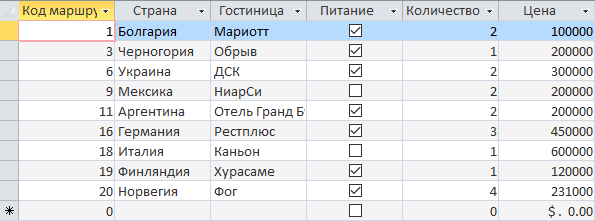 Код маршру Страна Гостиница Питание Количество Цена
1 Болгария Мариотт 2 100000
3 Черногория Обрыв 1 200000
6 Украина ДСК 2 300000
9 Мексика НиарСи 2 200000
11 Аргентина Отель Гранд Б 2 200000
16 Германия Рестплюс 3 450000
18 Италия Каньон 1 600000
19 Финляндия Хурасаме 1 120000
20 Норвегия Фог 4 231000
0 0 $. 0.00